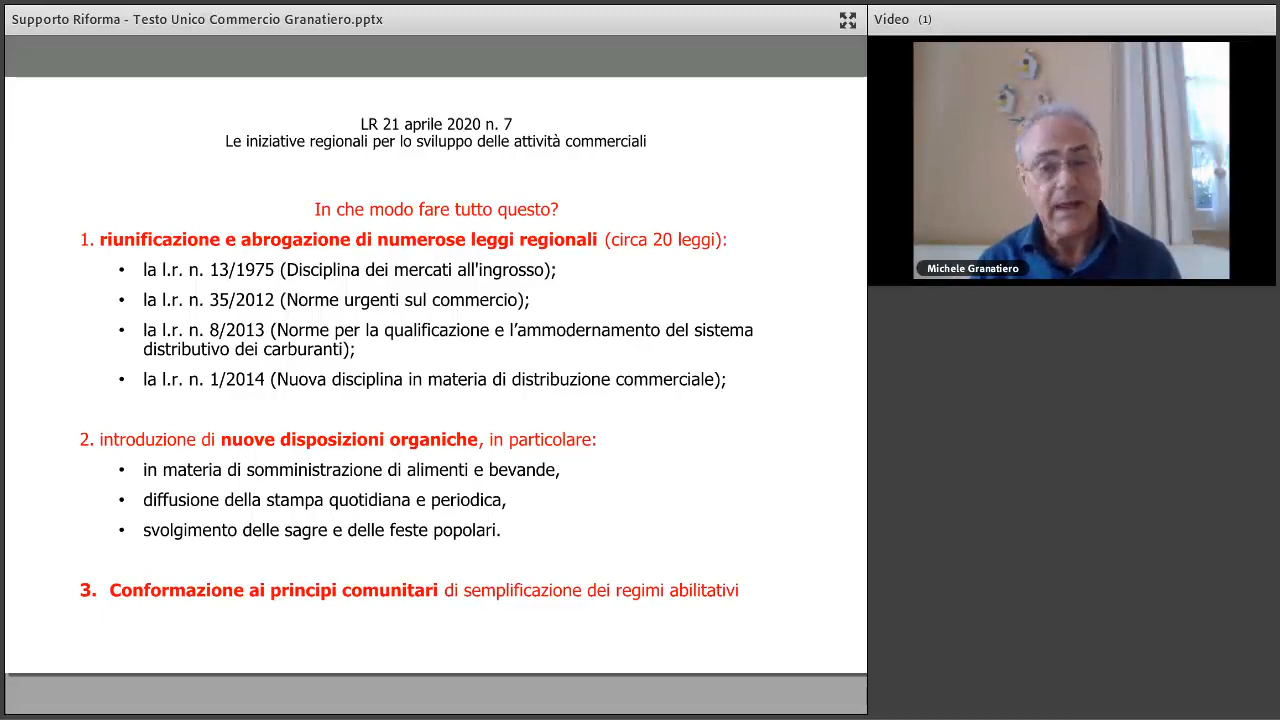 Supporto Riforma - Testo Unico Commercio Granatiero.pptx
Video (1)
LR 21 aprile 2020 n. 7
Le iniziative regionali per lo sviluppo delle attività commerciali
In che modo fare tutto questo?
1. riunificazione e abrogazione di numerose leggi regionali (circa 20 leggi):
• la l.r. n. 13/1975 (Disciplina dei mercati all'ingrosso);
• la l.r. n. 35/2012 (Norme urgenti sul commercio);
• la l.r. n. 8/2013 (Norme per la qualificazione e l’ammodernamento del sistema
distributivo dei carburanti);
• la l.r. n. 1/2014 (Nuova disciplina in materia di distribuzione commerciale);
2. introduzione di nuove disposizioni organiche, in particolare:
• in materia di somministrazione di alimenti e bevande,
• diffusione della stampa quotidiana e periodica,
• svolgimento delle sagre e delle feste popolari.
3. Conformazione ai principi comunitari di semplificazione dei regimi abilitativi
Michele Granatiero